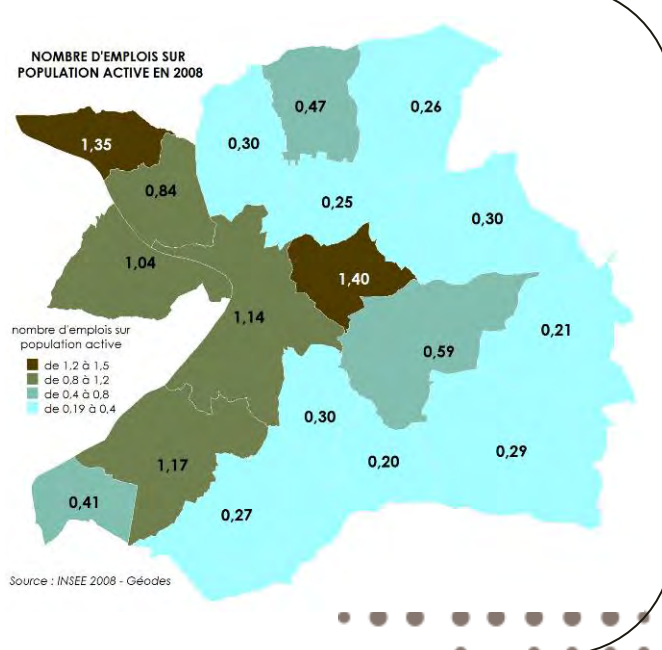 NOMBRE D'EMPLOIS SUR
POPULATION ACTIVE EN 2008
0,47
0,26
1,35
0,30
0,84
0,25
0,30
1,04
1,40
1,14
0,21
nombre d'emplois sur
population active
de 1,2 à 1,5
de 0,8 à 1,2
de 0,4 à 0,8
de 0,19 à 0,4
0,59
0,30
0,29
0,20
1,17
0,41
0,27
Source : INSEE 2008 - Géodes